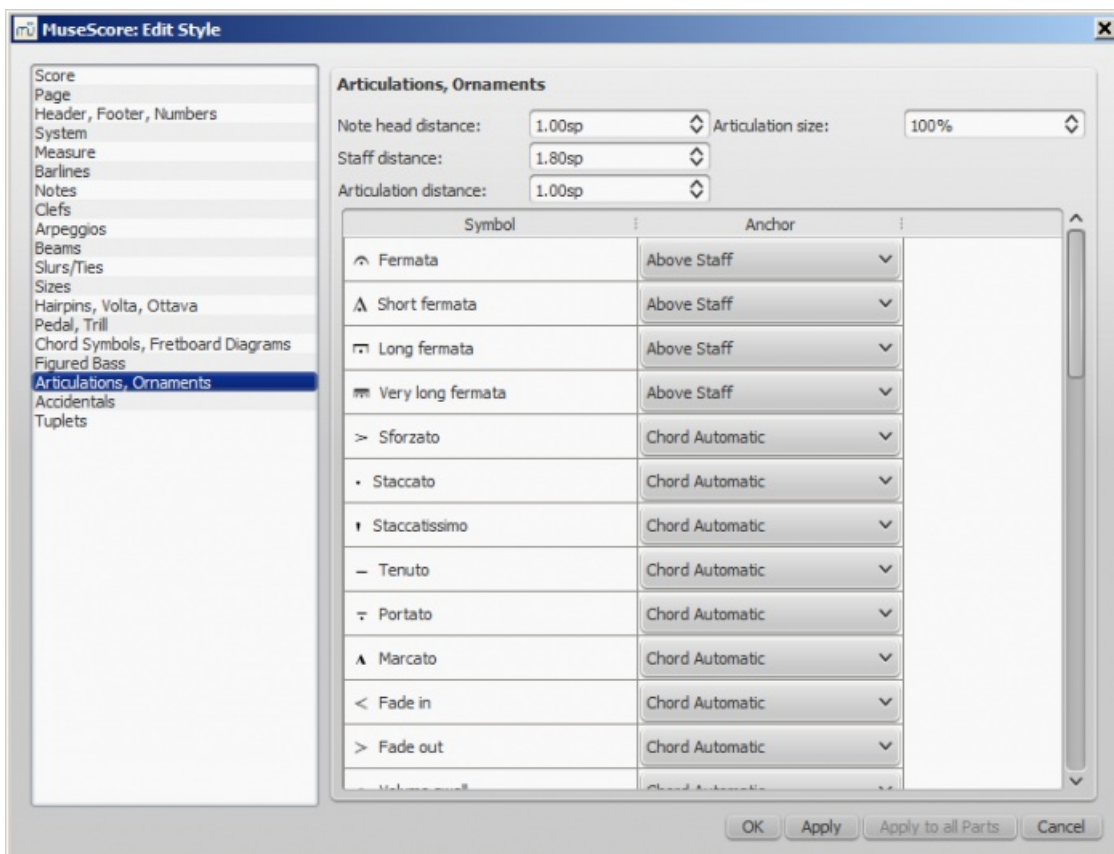 MuseScore: Edit Style
Score
Page
Header, Footer, Numbers
System
Measure
Barlines
Notes
Clefs
Arpeggios
Beams
Slurs/Ties
Sizes
Hairpins, Volta, Ottava
Pedal, Trill
Chord Symbols, Fretboard Diagrams
Figured Bass
Articulations, Ornaments
Accidentals
Tuplets
Articulations, Ornaments
Note head distance: 1.00sp Articulation size: 100%
Staff distance: 1.80sp
Articulation distance: 1.00sp
Symbol Anchor
Fermata Above Staff
Short fermata Above Staff
Long fermata Above Staff
Very long fermata Above Staff
Sforzato Chord Automatic
Staccato Chord Automatic
Staccatissimo Chord Automatic
Tenuto Chord Automatic
Portato Chord Automatic
Marcato Chord Automatic
Fade in Chord Automatic
Fade out Chord Automatic
OK Apply Apply to all Parts Cancel